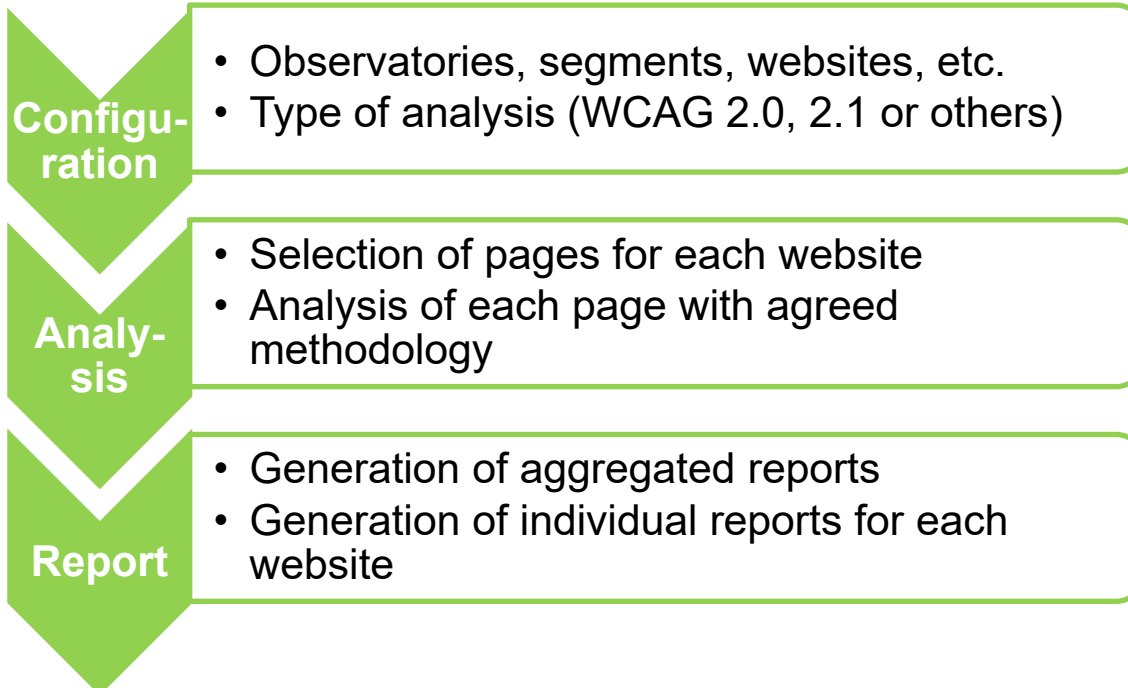 Configu-
ration
• Observatories, segments, websites, etc.
• Type of analysis (WCAG 2.0, 2.1 or others)
Analy-
sis
• Selection of pages for each website
• Analysis of each page with agreed
methodology
Report
• Generation of aggregated reports
• Generation of individual reports for each
website